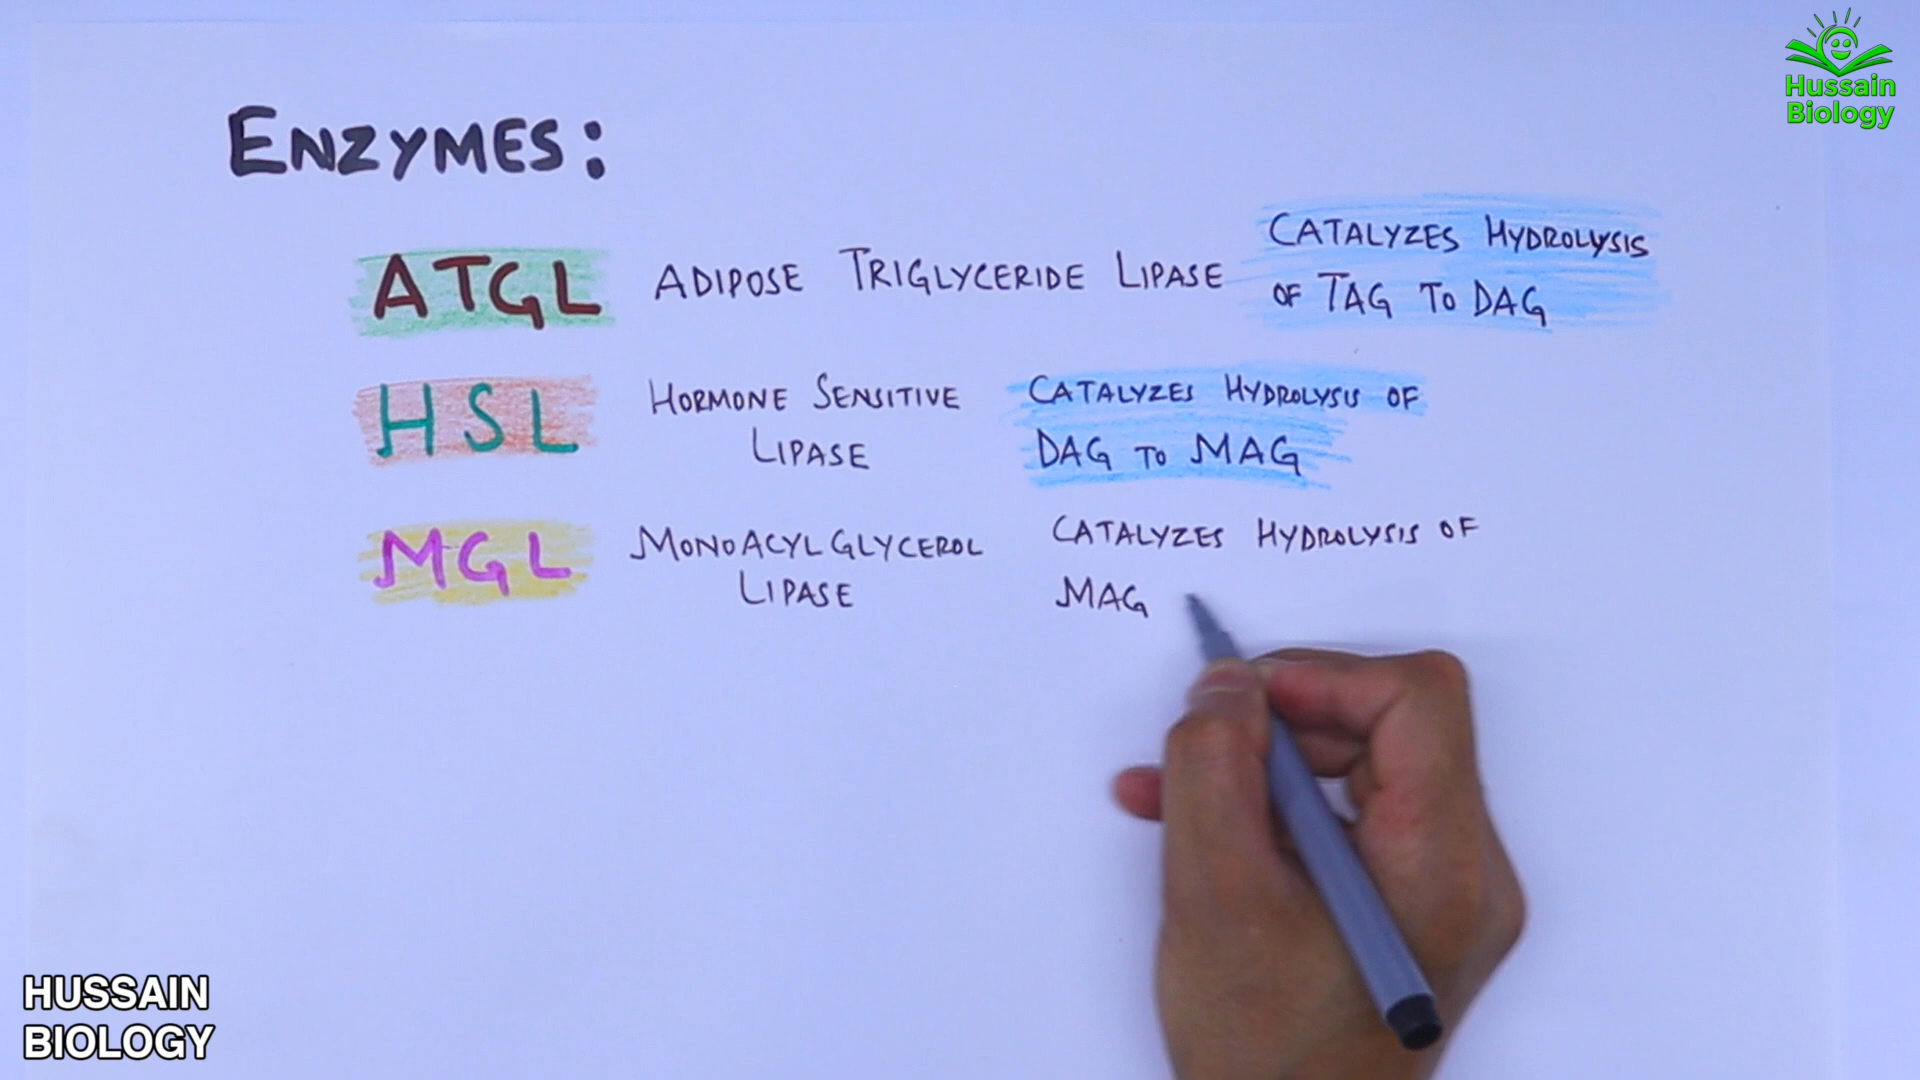 Hussain
Biology
ENZYMES:
ATGL ADIPOSE TRIGLYCERIDE LIPASE CATALYZES HYDROLYSIS
OF TAG TO DAG
HSL HORMONE SENSITIVE CATALYZES HYDROLYSIS OF
LIPASE DAG TO MAG
MGL MONOACYLGLYCEROL CATALYZES HYDROLYSIS OF
LIPASE MAG
HUSSAIN
BIOLOGY